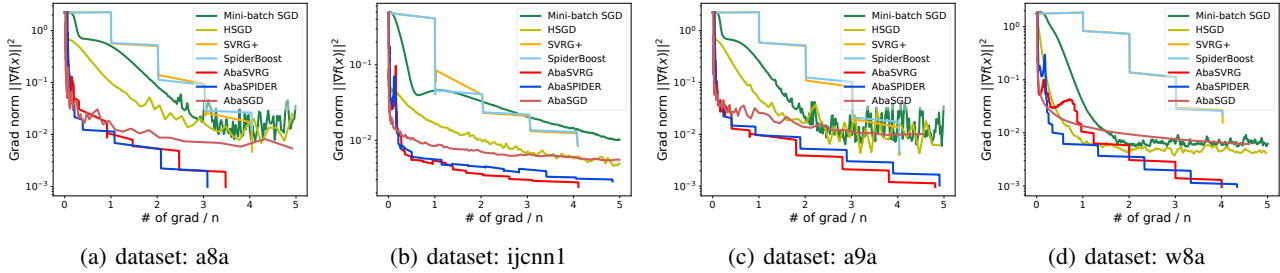 Grad norm ||∇f(x)||²
10⁰
10⁻¹
10⁻²
10⁻³
0 1 2 3 4 5
# of grad / n
Mini-batch SGD
HSGD
SVRG+
SpiderBoost
AbaSVRG
AbaSPIDER
AbaSGD
(a) dataset: a8a
Grad norm ||∇f(x)||²
10⁻¹
10⁻²
0 1 2 3 4 5
# of grad / n
Mini-batch SGD
HSGD
SVRG+
SpiderBoost
AbaSVRG
AbaSPIDER
AbaSGD
(b) dataset: ijcnn1
Grad norm ||∇f(x)||²
10⁰
10⁻¹
10⁻²
10⁻³
0 1 2 3 4 5
# of grad / n
Mini-batch SGD
HSGD
SVRG+
SpiderBoost
AbaSVRG
AbaSPIDER
AbaSGD
(c) dataset: a9a
Grad norm ||∇f(x)||²
10⁰
10⁻¹
10⁻²
10⁻³
0 1 2 3 4 5
# of grad / n
Mini-batch SGD
HSGD
SVRG+
SpiderBoost
AbaSVRG
AbaSPIDER
AbaSGD
(d) dataset: w8a